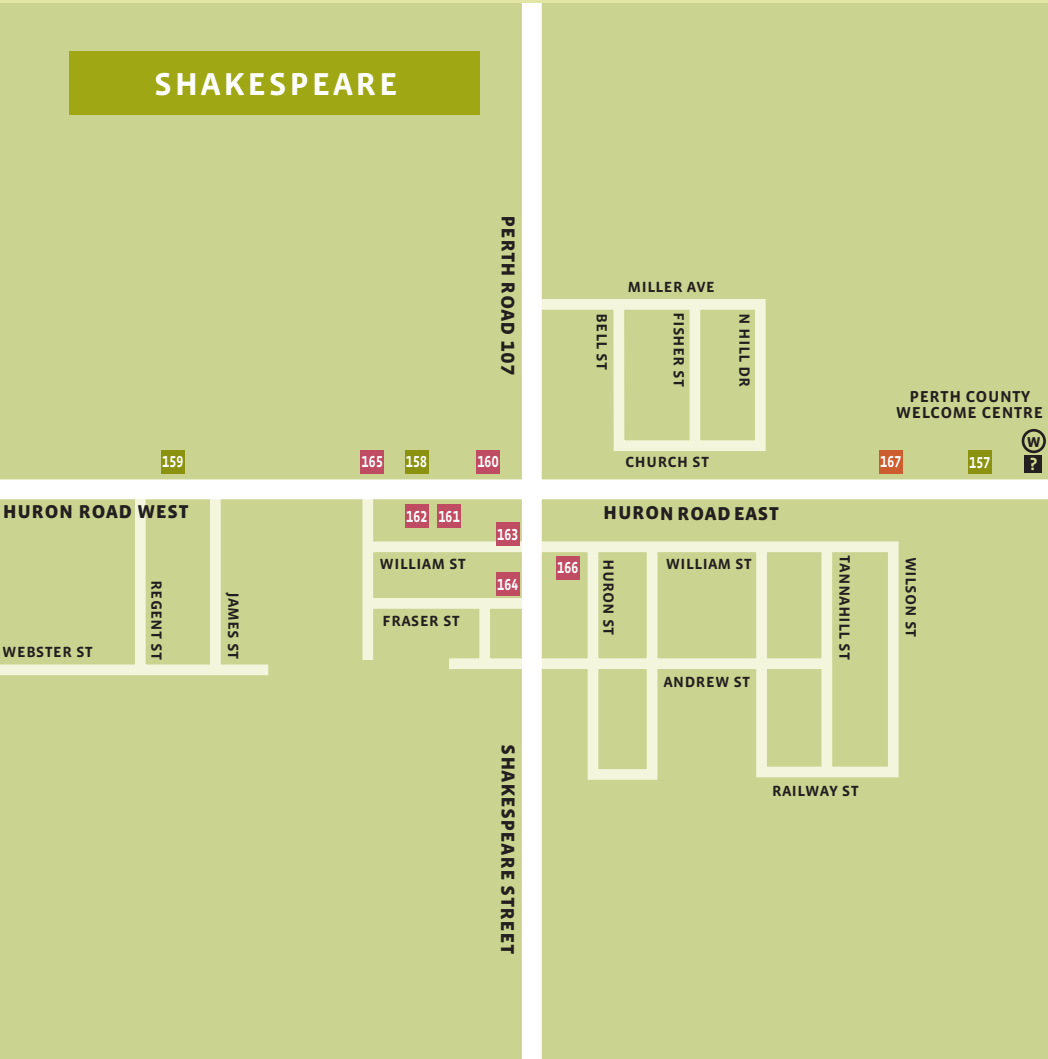 SHAKESPEARE
PERTH ROAD 107
MILLER AVE
BELL ST
FISHER ST
N HILL DR
PERTH COUNTY
WELCOME CENTRE
W
159
165
158
160
CHURCH ST
167
157
?
HURON ROAD WEST
162
161
HURON ROAD EAST
163
WILLIAM ST
166
HURON ST
WILLIAM ST
TANNAHILL ST
WILSON ST
164
REGENT ST
JAMES ST
FRASER ST
WEBSTER ST
ANDREW ST
SHAKESPEARE STREET
RAILWAY ST